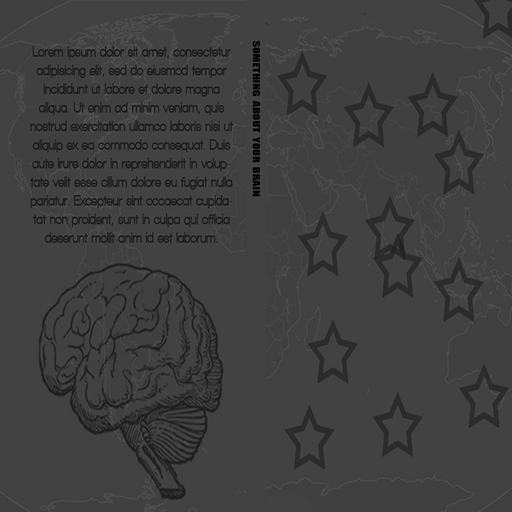 Lorem ipsum dolor sit amet, consectetur
adipisicing elit, sed do eiusmod tempor
incididunt ut labore et dolore magna
aliqua. Ut enim ad minim veniam, quis
nostrud exercitation ullamco laboris nisi ut
aliquip ex ea commodo consequat. Duis
aute irure dolor in reprehenderit in volup-
tate velit esse cillum dolore eu fugiat nulla
pariatur. Excepteur sint occaecat cupida-
tat non proident, sunt in culpa qui officia
deserunt mollit anim id est laborum.
SOMETHING ABOUT YOUR BRAIN